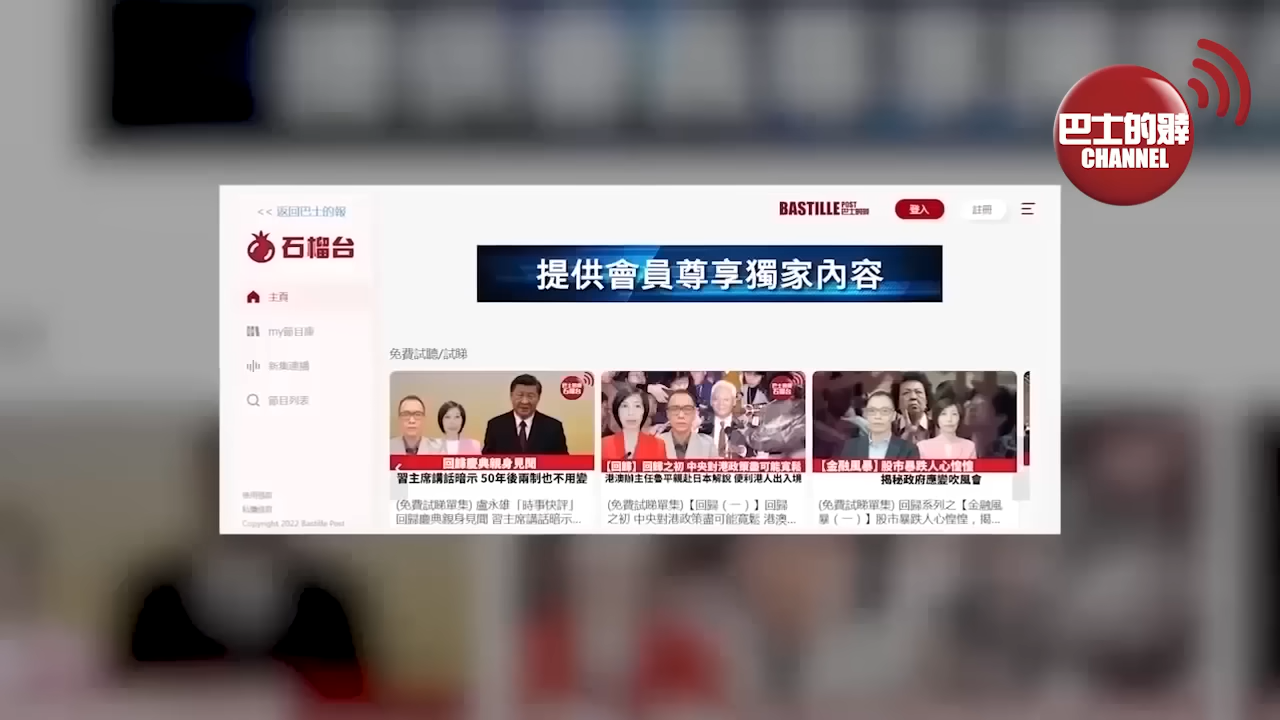 巴士的報
CHANNEL
<< 返回巴士的報
BASTILLE POST
巴士的報
登入
註冊
石榴台
提供會員尊享獨家內容
主頁
my節目庫
新集連播
節目列表
免費試聽/試睇
回歸慶典親身見聞
習主席講話暗示 50年後兩制也不用變
(免費試睇單集) 盧永雄「時事快評」
回歸慶典親身見聞 習主席講話暗示...
【回歸】回歸之初 中央對港政策盡可能寬鬆
港澳辦主任魯平親赴日本解說 便利港人出入境
(免費試睇單集)【回歸（一）】回歸
之初 中央對港政策盡可能寬鬆 港澳...
【金融風暴】股市暴跌人心惶惶
揭秘政府應變吹風會
(免費試睇單集) 回歸系列之【金融風
暴（一）】股市暴跌人心惶惶，揭...
Copyright 2022 Bastille Post